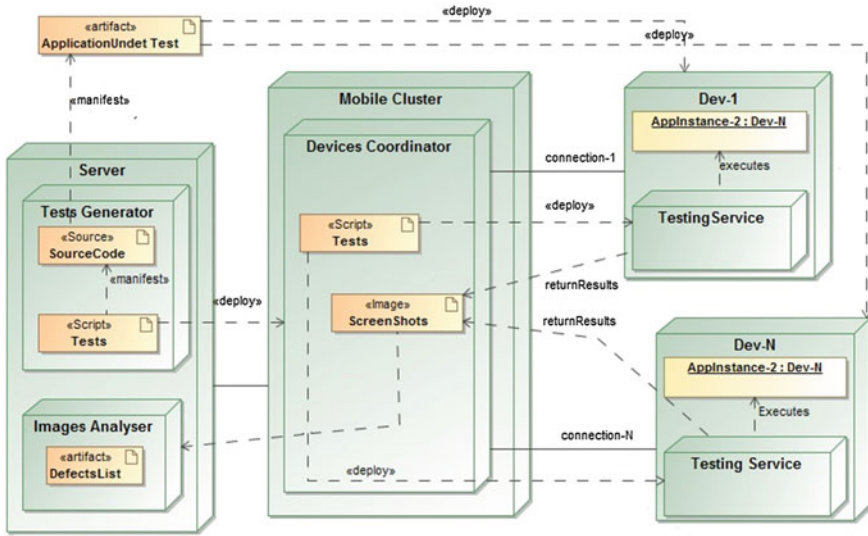 «deploy»
«artifact»
ApplicationUndet Test
«deploy»
«manifest»
Mobile Cluster
Dev-1
AppInstance-2 : Dev-N
Devices Coordinator
connection-1
executes
Server
Tests Generator
«deploy»
«Script»
Tests
TestingService
«Source»
SourceCode
«manifest»
returnResults
«deploy»
«Image»
ScreenShots
returnResults
«Script»
Tests
Dev-N
AppInstance-2 : Dev-N
Executes
Images Analyser
connection-N
«artifact»
DefectsList
«deploy»
Testing Service